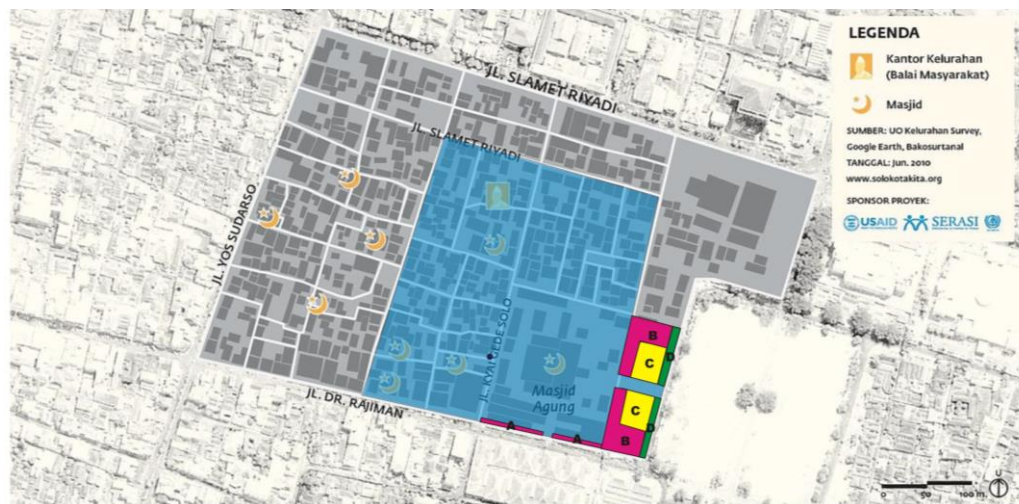 LEGENDA
Kantor Kelurahan
(Balai Masyarakat)
Masjid
SUMBER: UO Kelurahan Survey,
Google Earth, Bakosurtanal
TANGGAL: Jun. 2010
www.solokotakita.org
SPONSOR PROYEK:
USAID
SERASI
JL. SLAMET RIYADI
JL. SLAMET RIYADI
JL. YOS SUDARSO
JL. KYAI GEDE SOLO
Masjid
Agung
JL. DR. RAJIMAN
B
C
D
C
D
B
A
A
U
0 50 100 m.